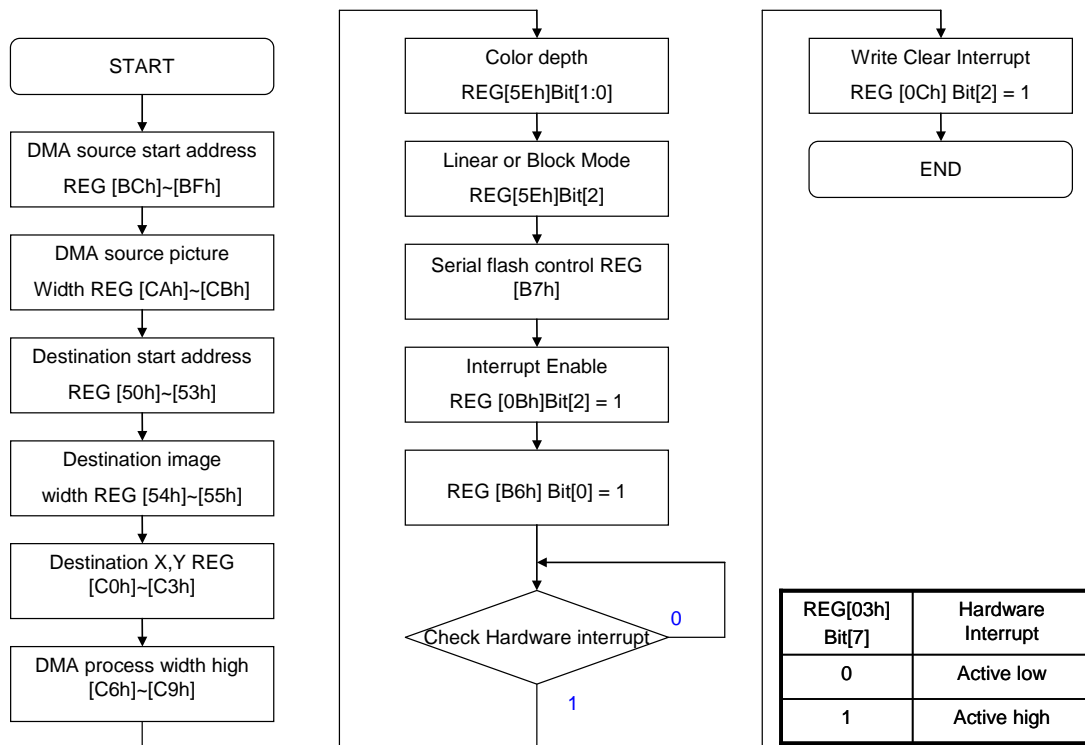 START
DMA source start address
REG [BCh]~[BFh]
DMA source picture
Width REG [CAh]~[CBh]
Destination start address
REG [50h]~[53h]
Destination image
width REG [54h]~[55h]
Destination X,Y REG
[C0h]~[C3h]
DMA process width high
[C6h]~[C9h]
Color depth
REG[5Eh]Bit[1:0]
Linear or Block Mode
REG[5Eh]Bit[2]
Serial flash control REG
[B7h]
Interrupt Enable
REG [0Bh]Bit[2] = 1
REG [B6h] Bit[0] = 1
Check Hardware interrupt
0
1
Write Clear Interrupt
REG [0Ch] Bit[2] = 1
END
REG[03h]
Bit[7]
Hardware
Interrupt
0
Active low
1
Active high